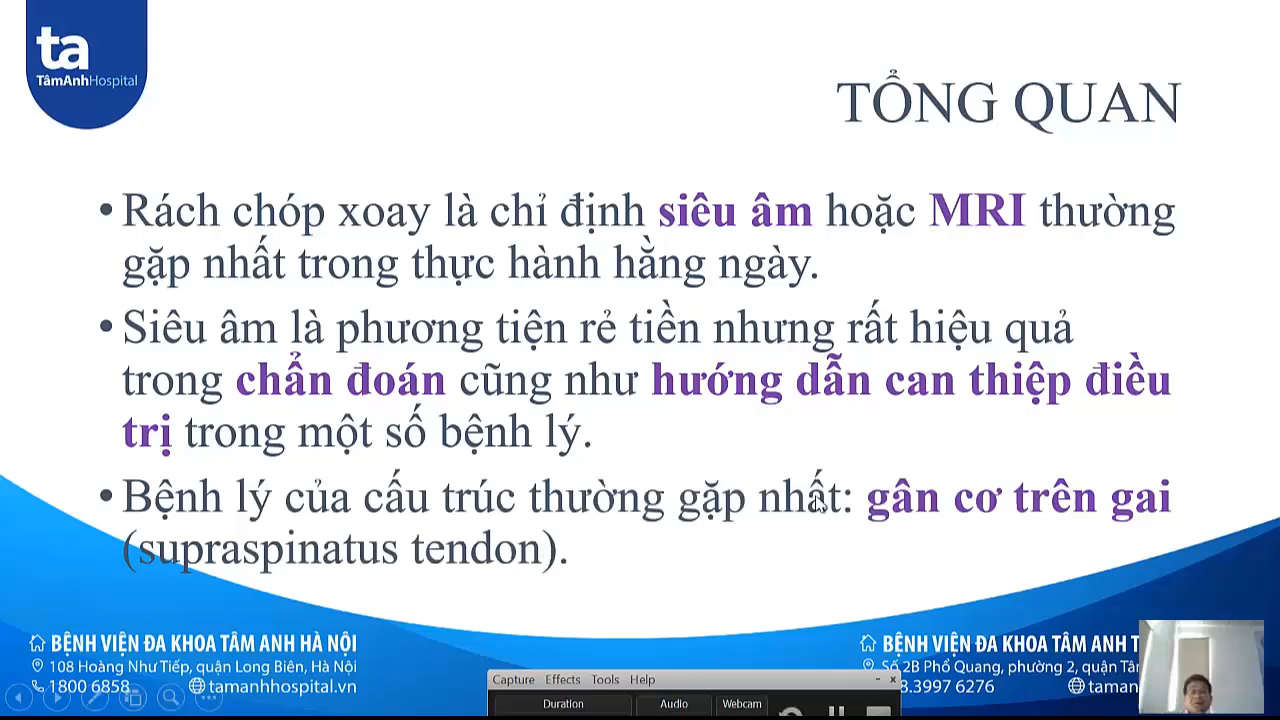 ta
TâmAnhHospital
TỔNG QUAN
•Rách chóp xoay là chỉ định siêu âm hoặc MRI thường
gặp nhất trong thực hành hằng ngày.
•Siêu âm là phương tiện rẻ tiền nhưng rất hiệu quả
trong chẩn đoán cũng như hướng dẫn can thiệp điều
trị trong một số bệnh lý.
•Bệnh lý của cấu trúc thường gặp nhất: gân cơ trên gai
(supraspinatus tendon).
BỆNH VIỆN ĐA KHOA TÂM ANH HÀ NỘI
108 Hoàng Như Tiếp, quận Long Biên, Hà Nội
1800 6858 tamanhhospital.vn
BỆNH VIỆN ĐA KHOA TÂM ANH T
Số 2B Phổ Quang, phường 2, quận Tân
8.3997 6276 taman
Capture Effects Tools Help
Duration Audio Webcam